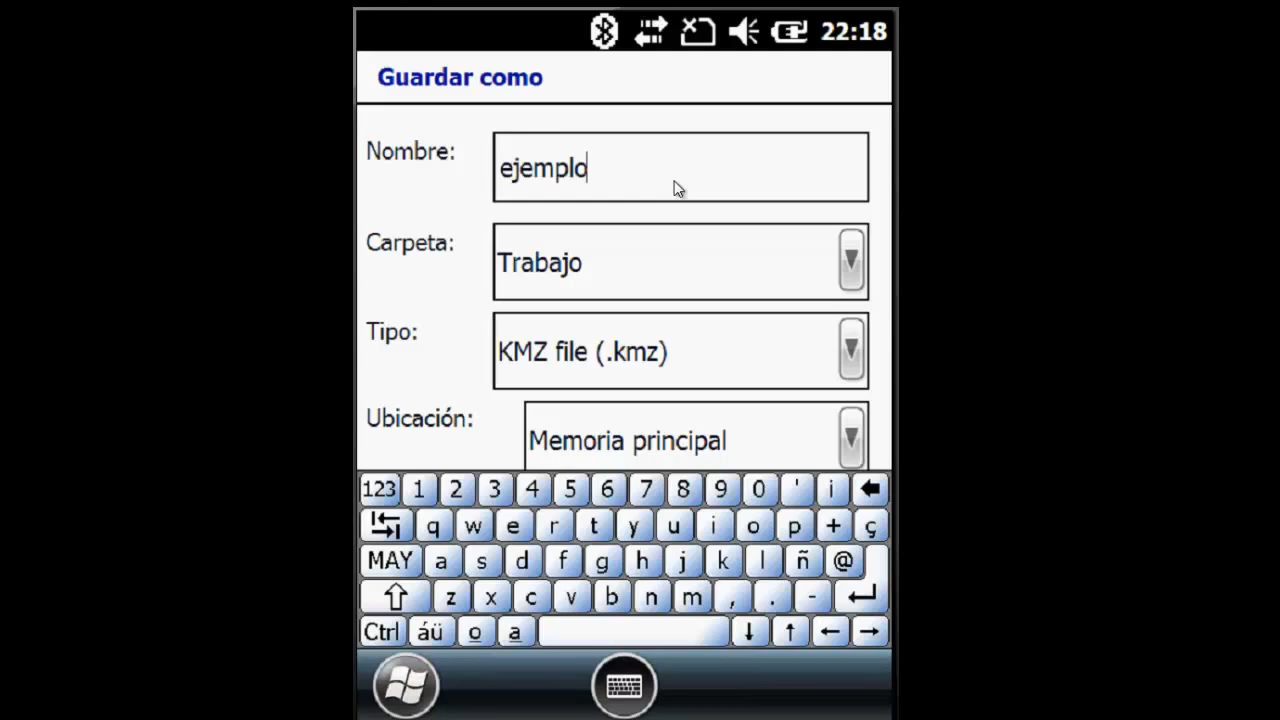 22:18
Guardar como
Nombre: ejemplo
Carpeta: Trabajo
Tipo: KMZ file (.kmz)
Ubicación: Memoria principal
123 1 2 3 4 5 6 7 8 9 0 ' ¡
q w e r t y u i o p + ç
MAY a s d f g h j k l ñ @
z x c v b n m , . -
Ctrl áü o a